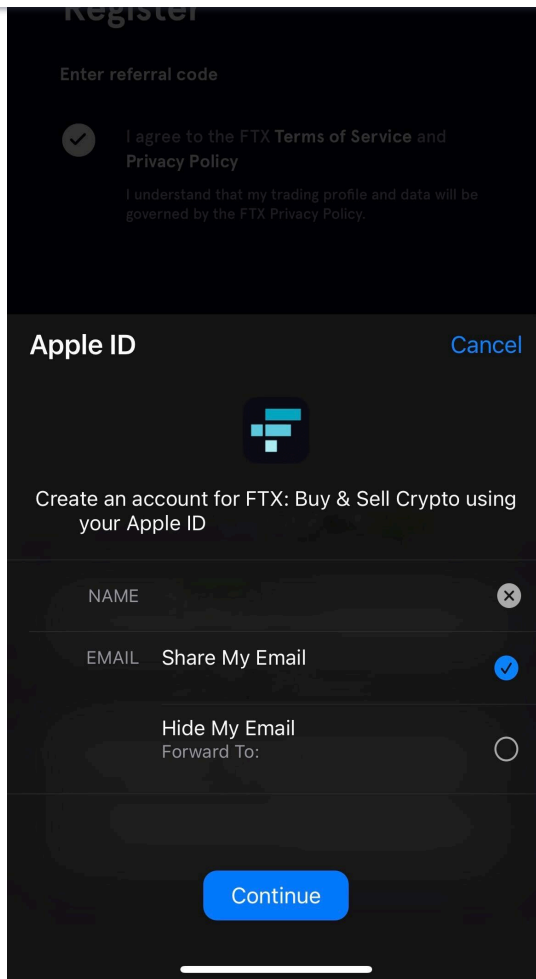 Register
Enter referral code
I agree to the FTX Terms of Service and
Privacy Policy
I understand that my trading profile and data will be
governed by the FTX Privacy Policy.
Apple ID
Cancel
Create an account for FTX: Buy & Sell Crypto using
your Apple ID
NAME
EMAIL
Share My Email
Hide My Email
Forward To:
Continue